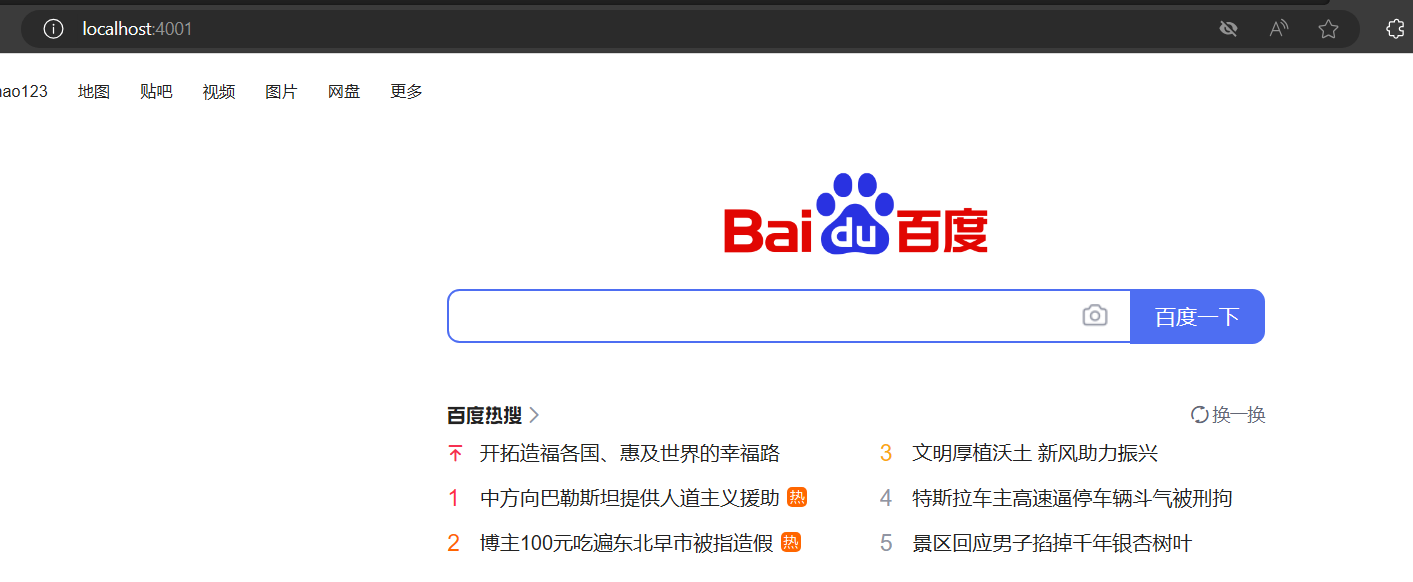 localhost:4001
hao123 地图 贴吧 视频 图片 网盘 更多
Bai du 百度
百度一下
百度热搜 换一换
开拓造福各国、惠及世界的幸福路
1 中方向巴勒斯坦提供人道主义援助 热
2 博主100元吃遍东北早市被指造假 热
3 文明厚植沃土 新风助力振兴
4 特斯拉车主高速逼停车辆斗气被刑拘
5 景区回应男子掐掉千年银杏树叶